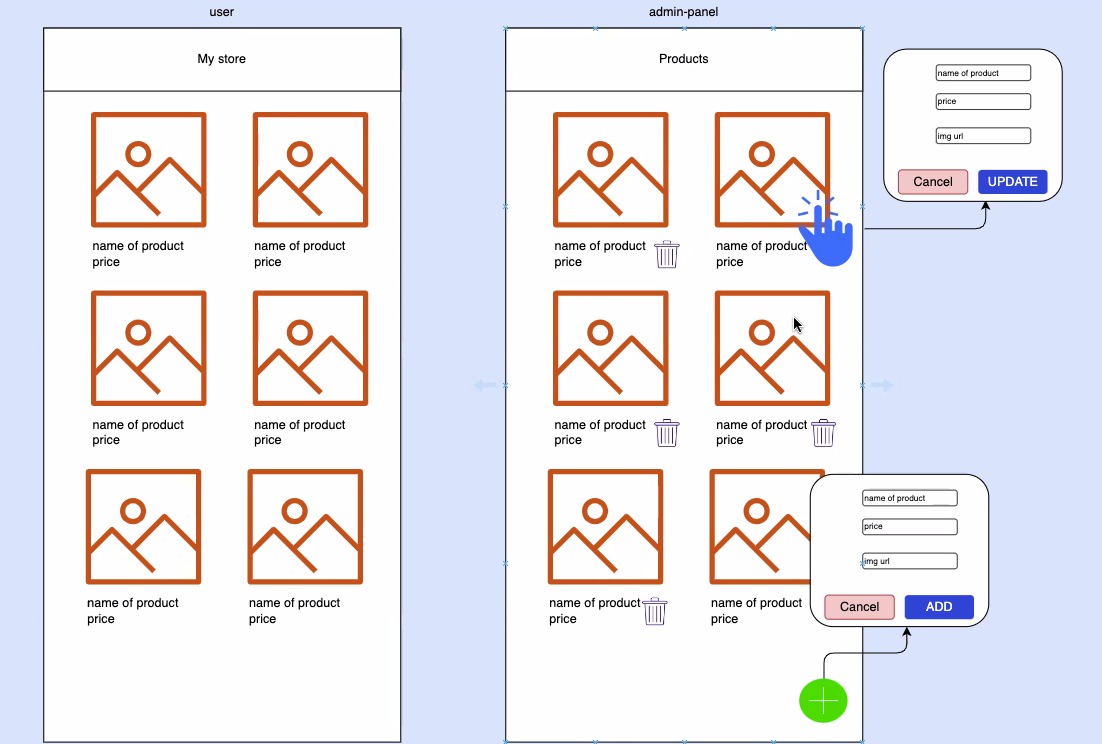 user
My store
name of product
price
name of product
price
name of product
price
name of product
price
name of product
price
name of product
price
admin-panel
Products
name of product
price
name of product
price
name of product
price
name of product
price
name of product
price
name of product
price
name of product
price
img url
Cancel
UPDATE
name of product
price
img url
Cancel
ADD